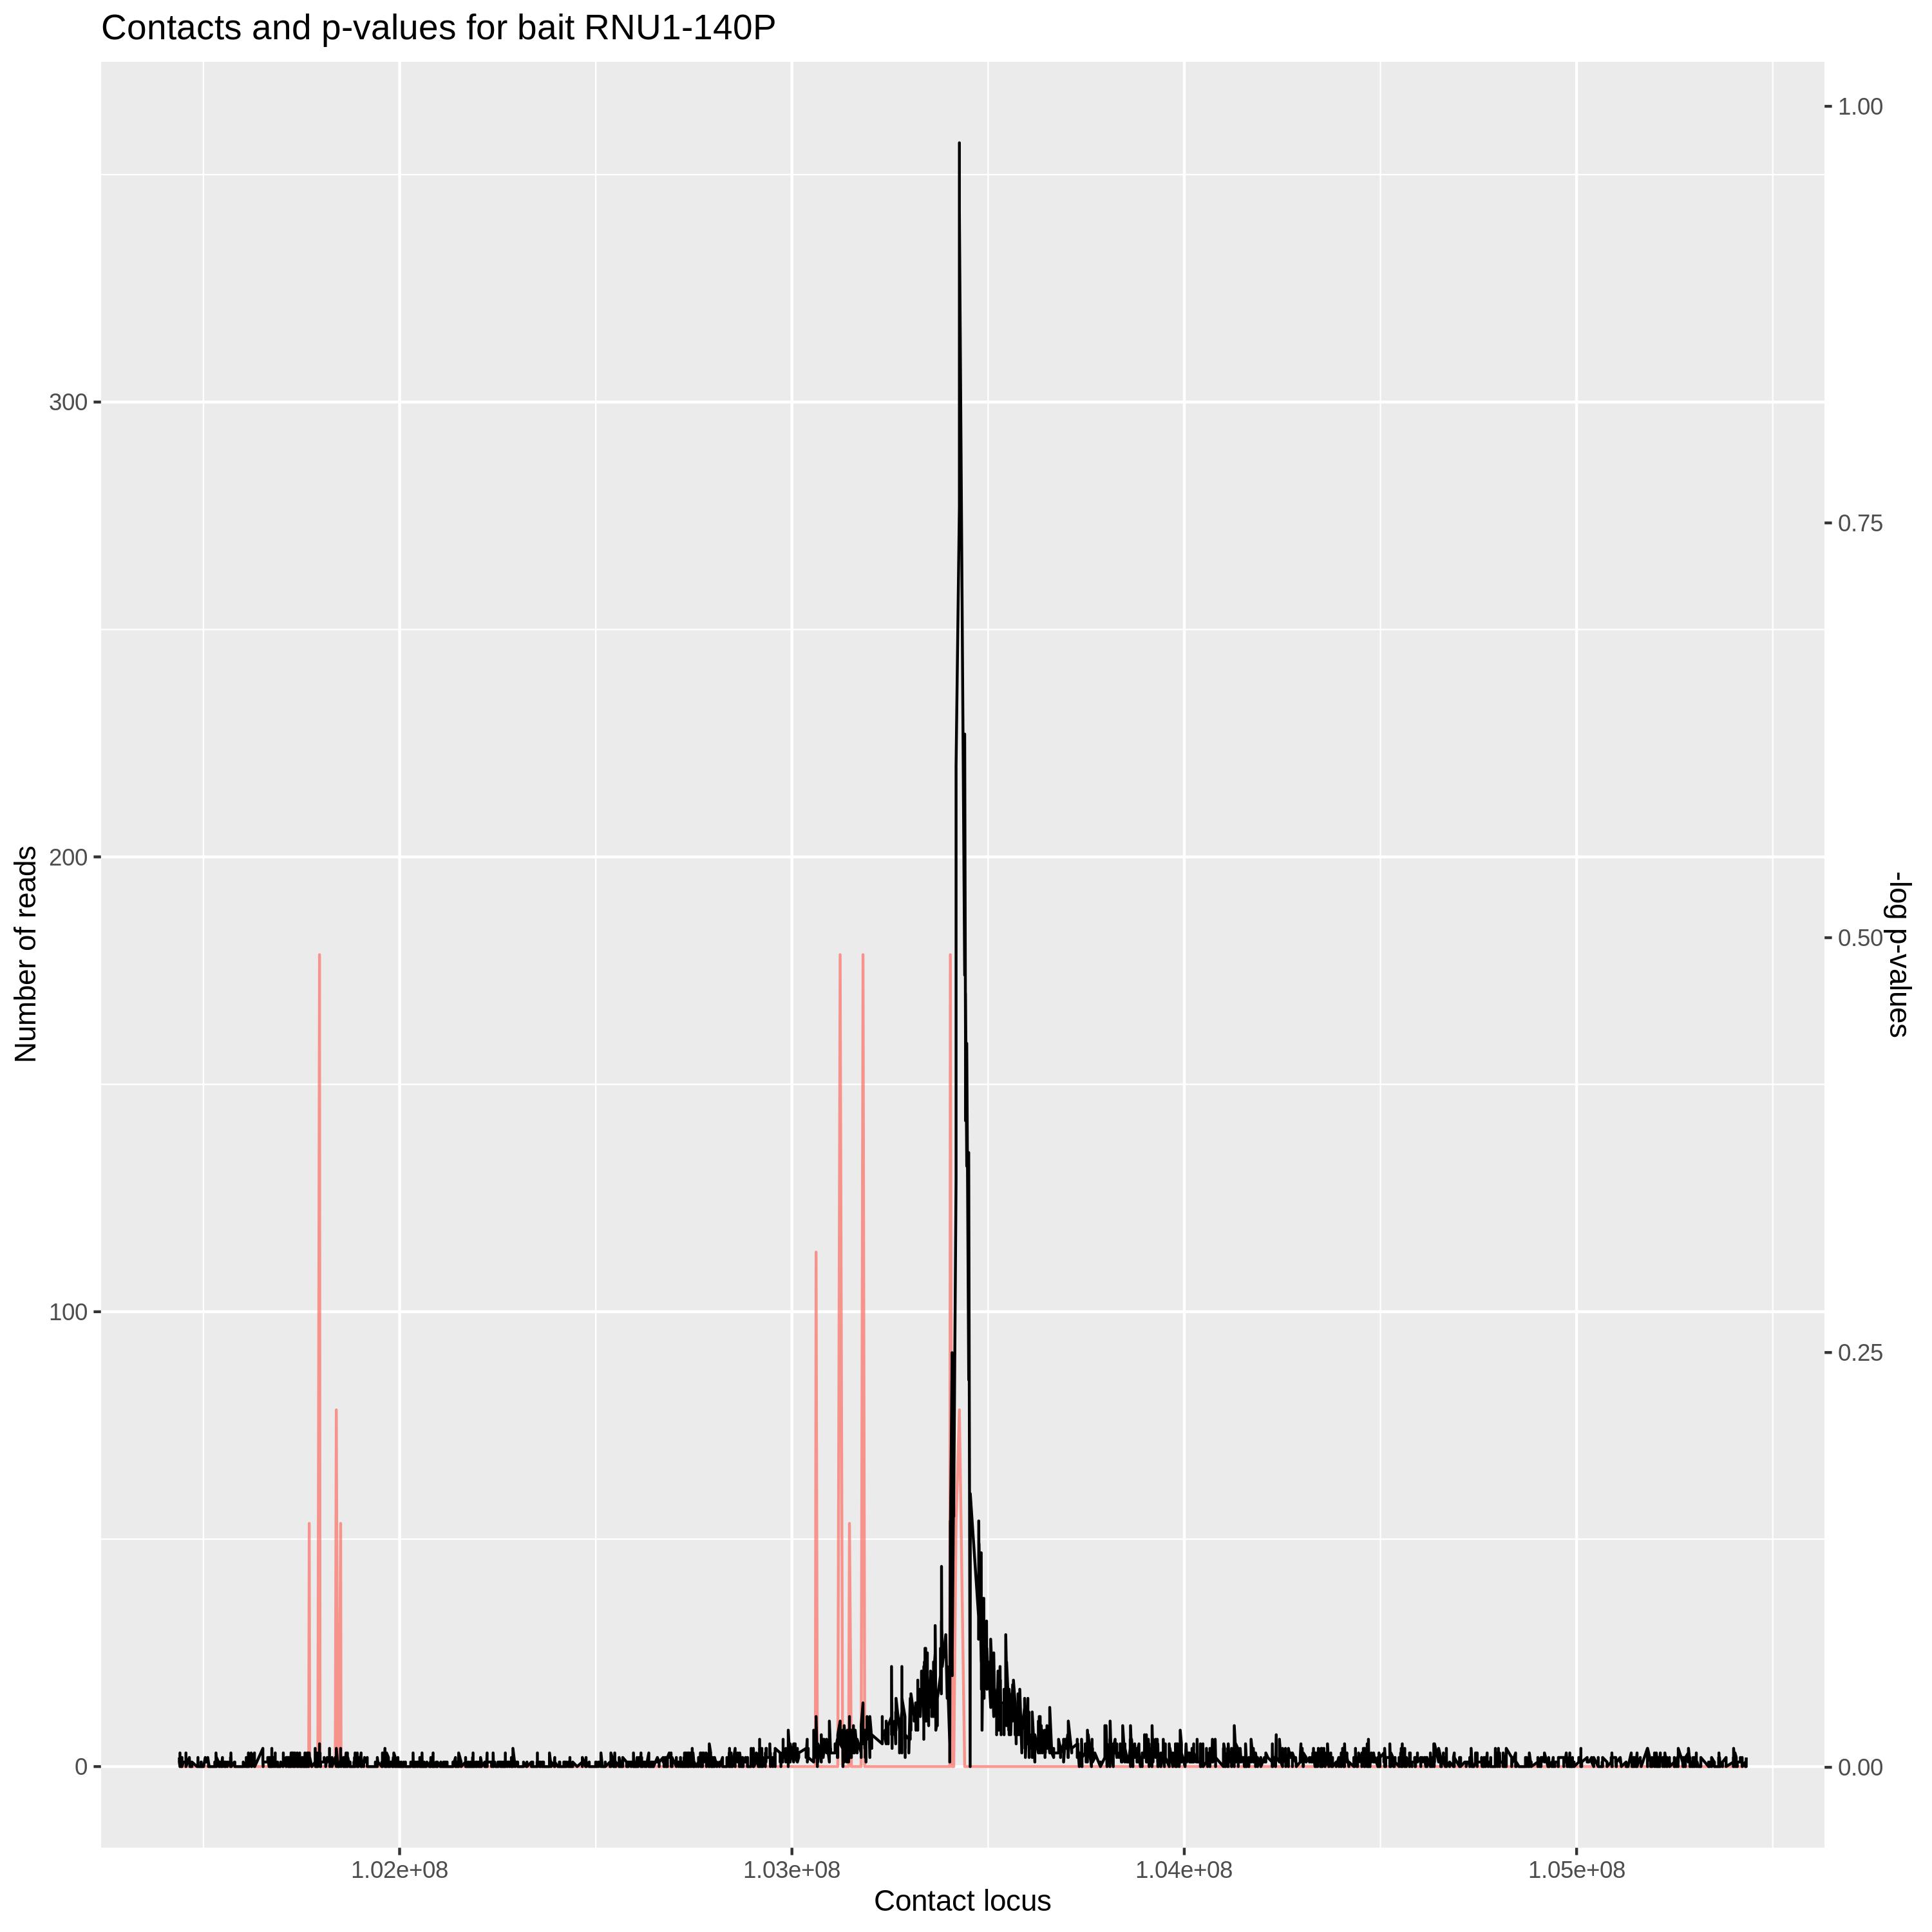 Contacts and p-values for bait RNU1-140P
Number of reads
300
200
100
0
1.00
0.75
0.50
0.25
0.00
-log p-values
1.02e+08
1.03e+08
1.04e+08
1.05e+08
Contact locus